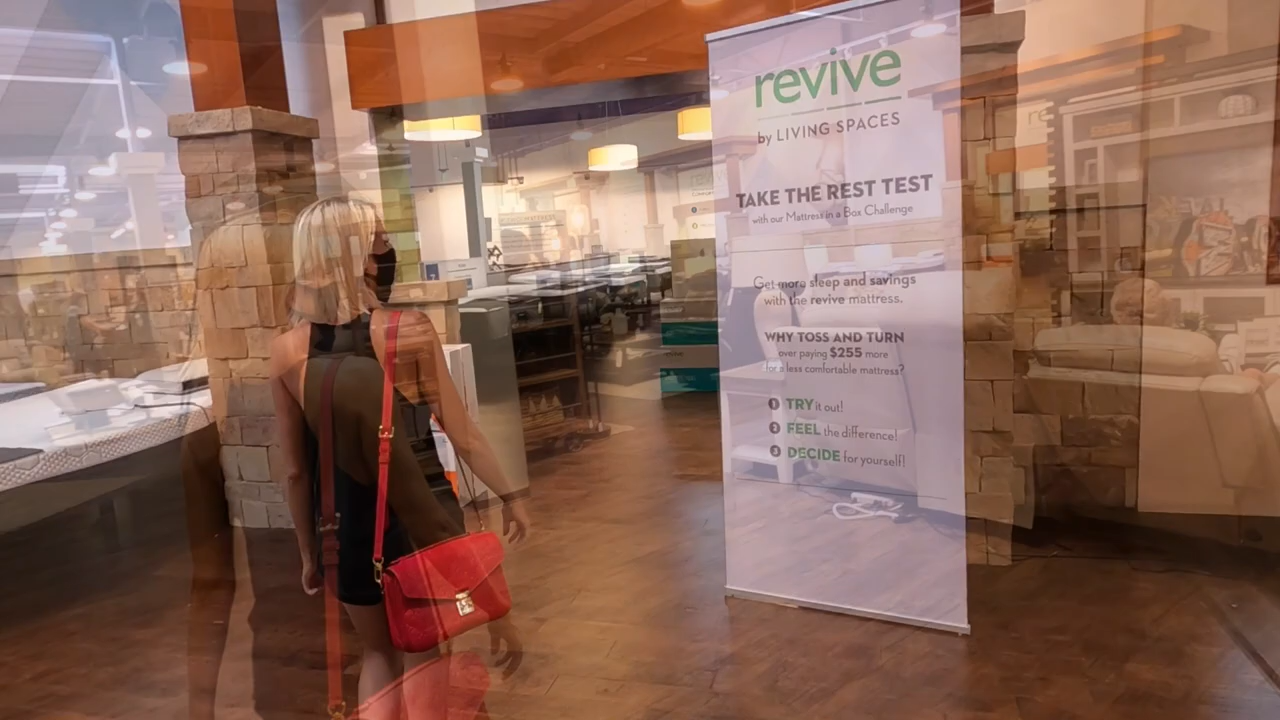 revive
by LIVING SPACES
TAKE THE REST TEST
with our Mattress in a Box Challenge
Get more sleep and savings
with the revive mattress.
WHY TOSS AND TURN
over paying $255 more
for a less comfortable mattress?
1 TRY it out!
2 FEEL the difference!
3 DECIDE for yourself!